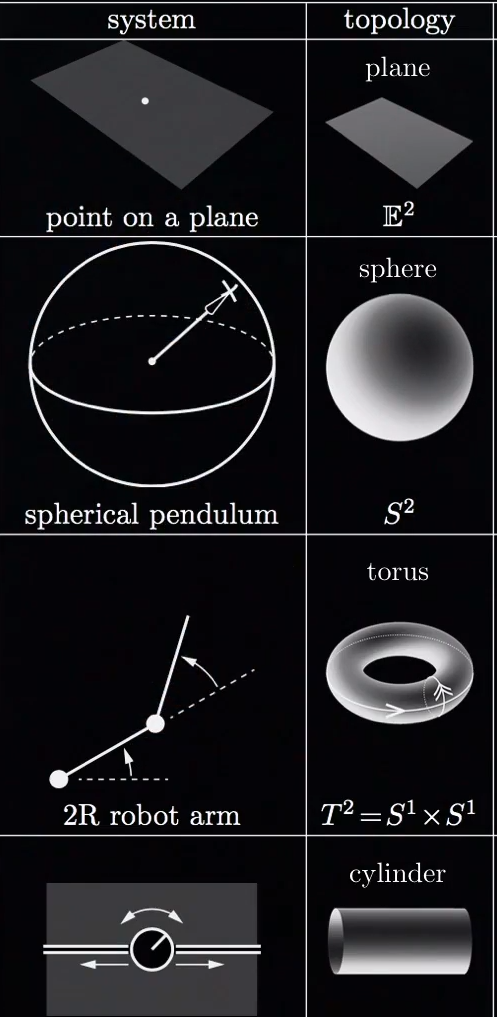 system
topology
plane
point on a plane
𝔼²
sphere
spherical pendulum
S²
torus
2R robot arm
T² = S¹ × S¹
cylinder